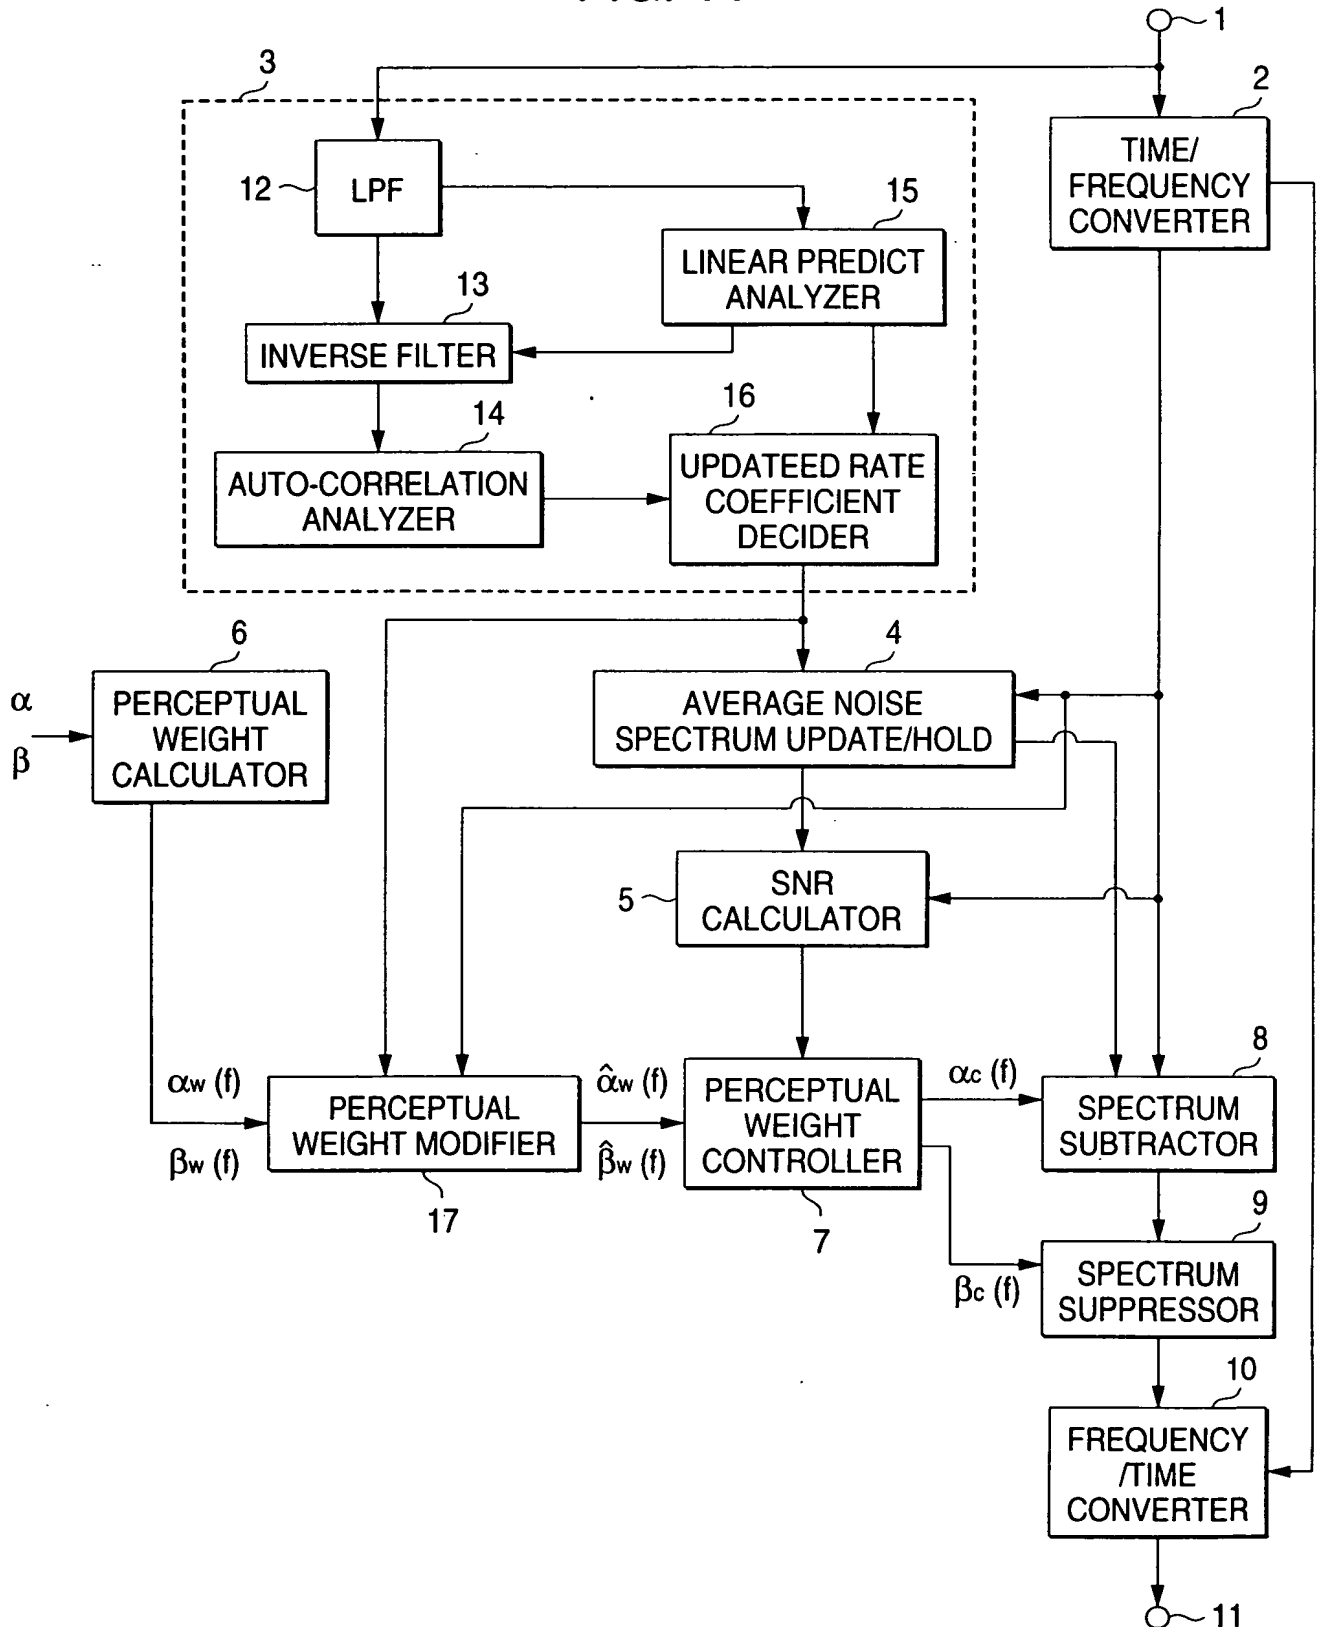 1
3
2
TIME/
FREQUENCY
CONVERTER
12
LPF
15
LINEAR PREDICT
ANALYZER
13
INVERSE FILTER
14
AUTO-CORRELATION
ANALYZER
16
UPDATEED RATE
COEFFICIENT
DECIDER
6
α
β
PERCEPTUAL
WEIGHT
CALCULATOR
4
AVERAGE NOISE
SPECTRUM UPDATE/HOLD
5
SNR
CALCULATOR
αw (f)
βw (f)
PERCEPTUAL
WEIGHT MODIFIER
17
α̂w (f)
β̂w (f)
PERCEPTUAL
WEIGHT
CONTROLLER
7
αc (f)
βc (f)
8
SPECTRUM
SUBTRACTOR
9
SPECTRUM
SUPPRESSOR
10
FREQUENCY
/TIME
CONVERTER
11